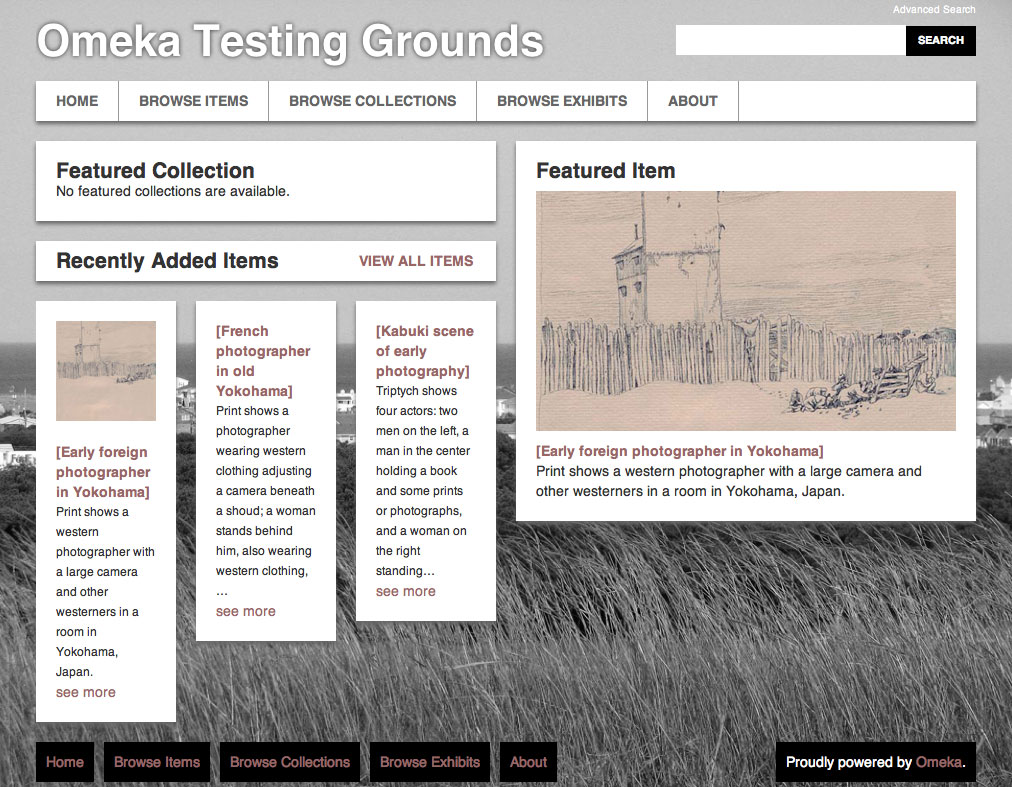 Advanced Search
Omeka Testing Grounds
SEARCH
HOME BROWSE ITEMS BROWSE COLLECTIONS BROWSE EXHIBITS ABOUT
Featured Collection
No featured collections are available.
Recently Added Items VIEW ALL ITEMS
[Early foreign
photographer
in Yokohama]
Print shows a
western
photographer with
a large camera
and other
westerners in a
room in
Yokohama,
Japan.
see more
[French
photographer
in old
Yokohama]
Print shows a
photographer
wearing western
clothing adjusting
a camera beneath
a shoud; a woman
stands behind
him, also wearing
western clothing,
…
see more
[Kabuki scene
of early
photography]
Triptych shows
four actors: two
men on the left, a
man in the center
holding a book
and some prints
or photographs,
and a woman on
the right
standing…
see more
Featured Item
[Early foreign photographer in Yokohama]
Print shows a western photographer with a large camera and
other westerners in a room in Yokohama, Japan.
Home Browse Items Browse Collections Browse Exhibits About
Proudly powered by Omeka.